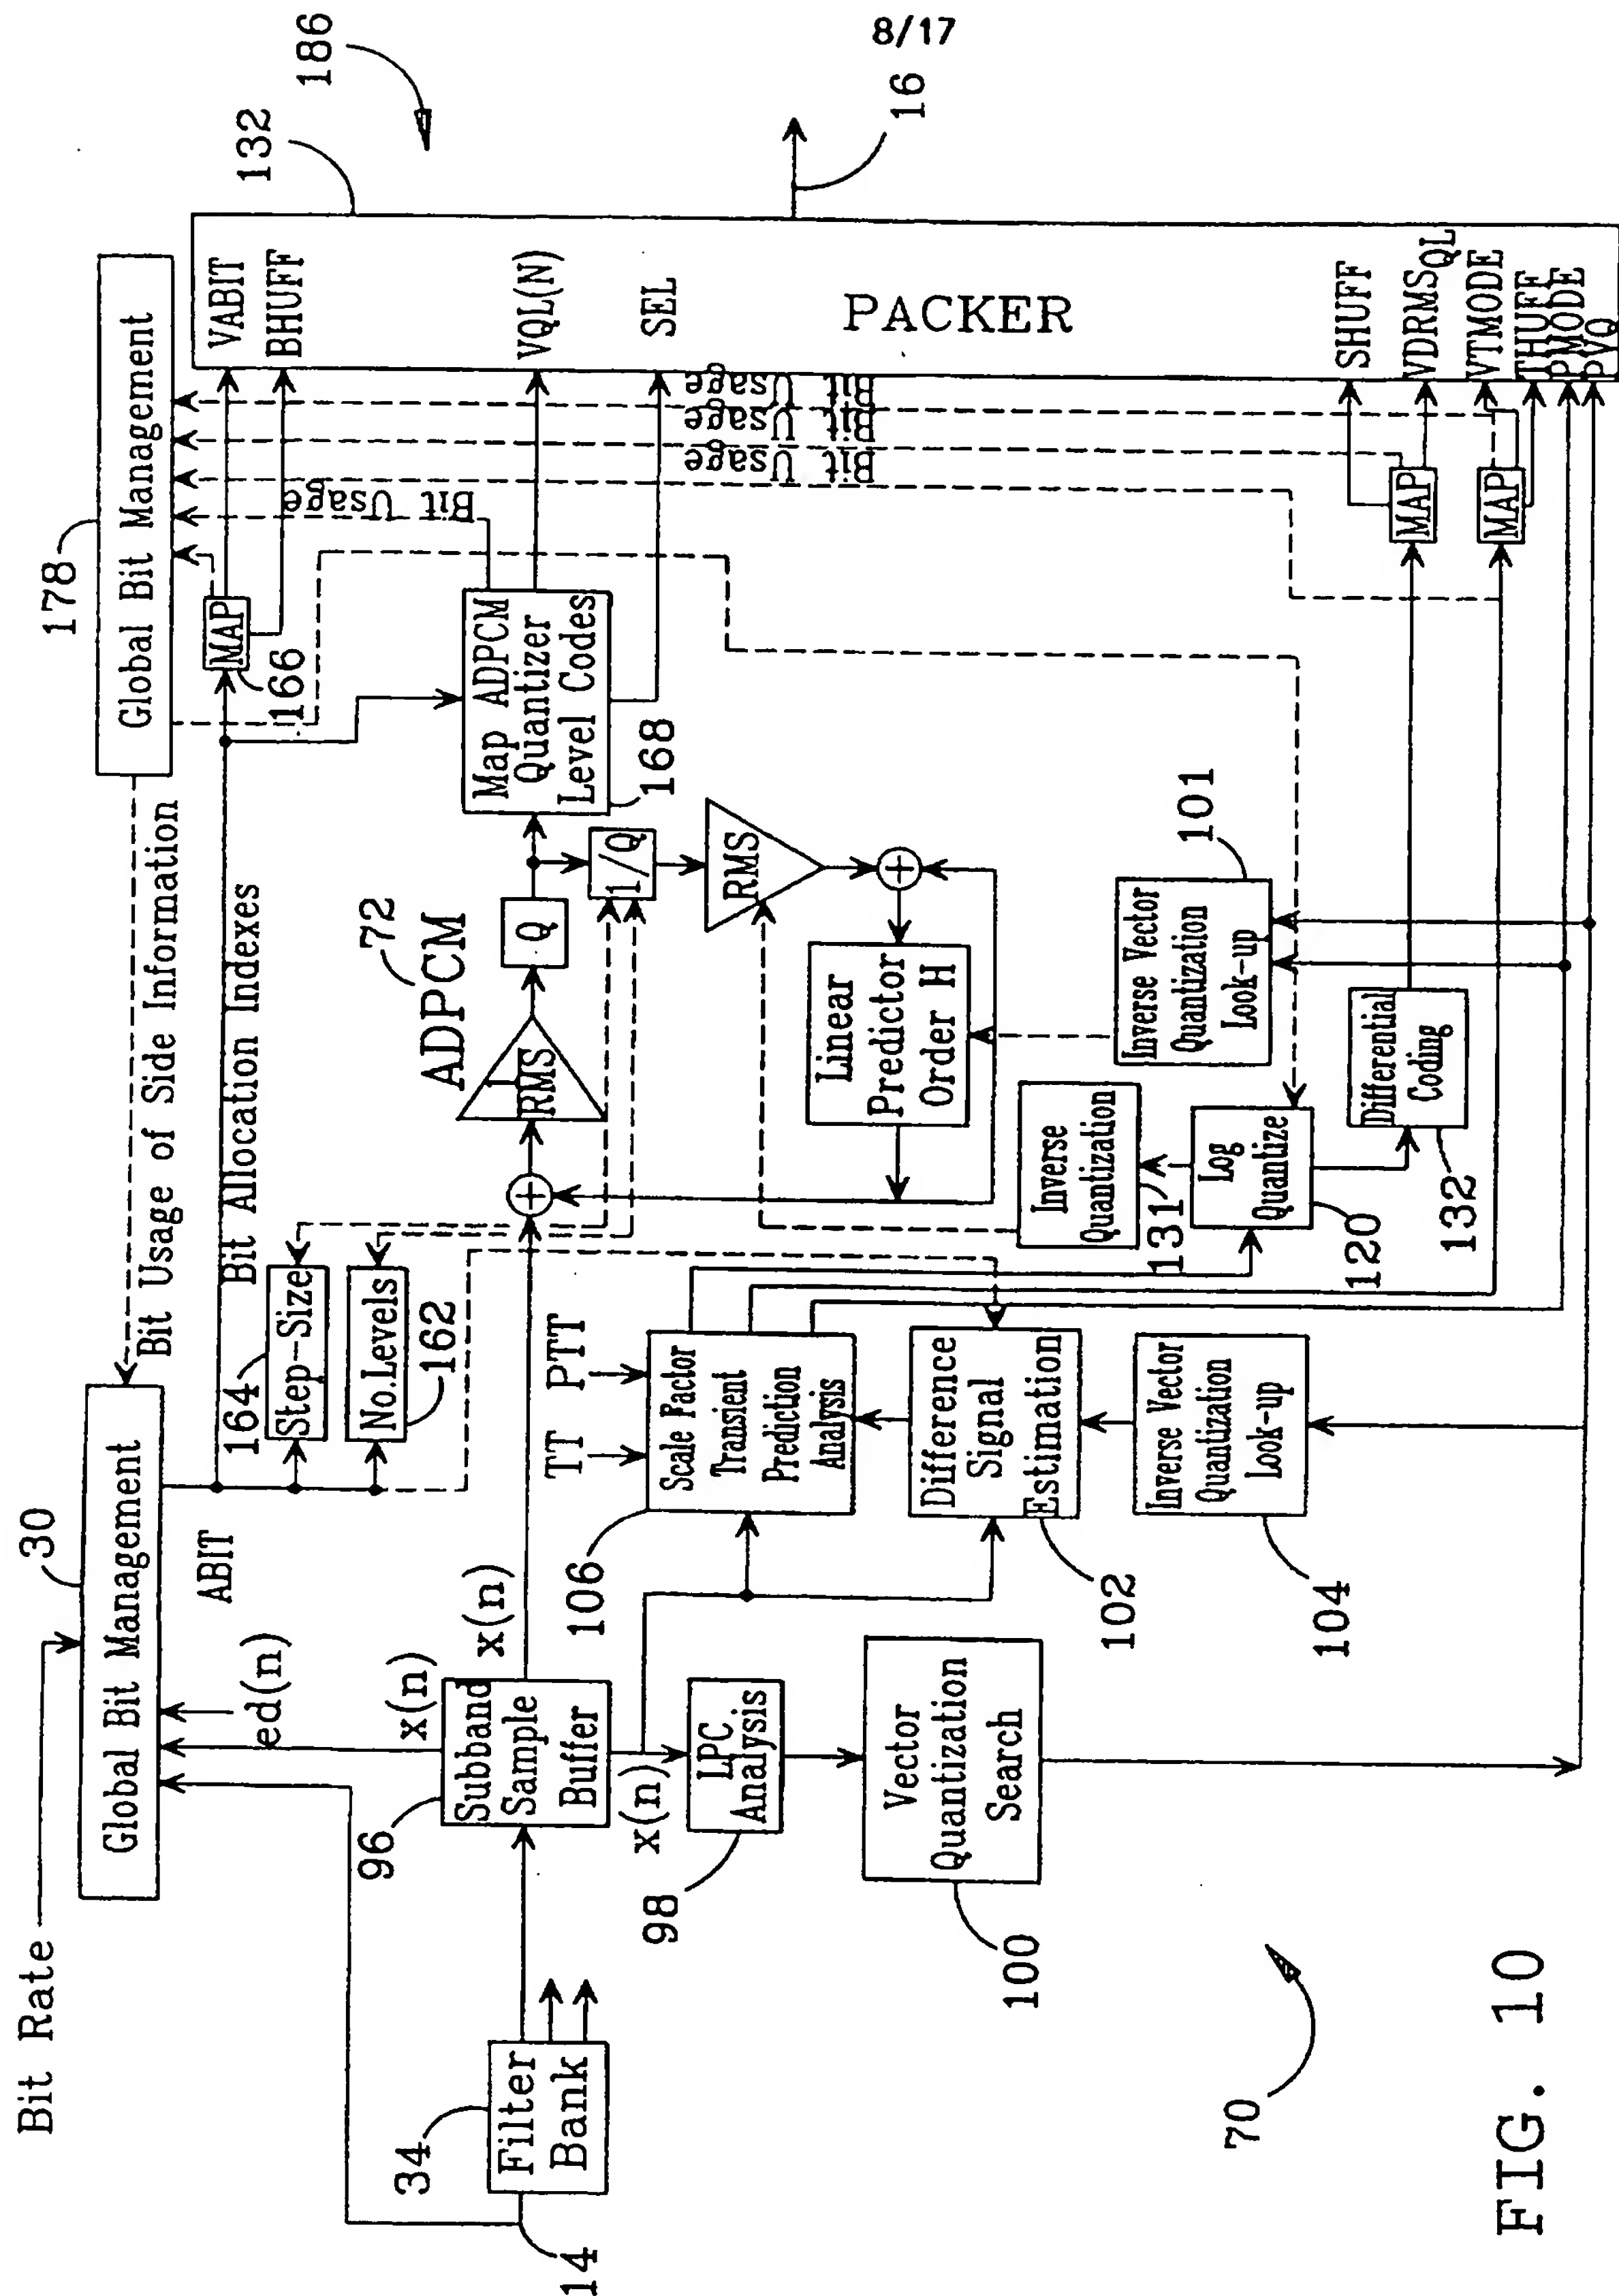 8/17
186
132
16
178
Global Bit Management
Bit Rate
30
Global Bit Management
Bit Usage of Side Information
ABIT
Bit Allocation Indexes
ed(n)
x(n)
x(n)
x(n)
14
34
Filter
Bank
96
Subband
Sample
Buffer
98
LPC
Analysis
100
Vector
Quantization
Search
164
Step-Size
No.Levels
162
TT
PTT
106
Scale Factor
Transient
Prediction
Analysis
Difference
Signal
Estimation
102
Inverse Vector
Quantization
Look-up
104
72
ADPCM
1
RMS
Q
1/Q
RMS
+
+
Linear
Predictor
Order H
Map ADPCM
Quantizer
Level Codes
168
MAP
166
Bit Usage
Bit Usage
Bit Usage
Bit Usage
101
Inverse Vector
Quantization
Look-up
Inverse
Quantization
131
Log
Quantize
120
Differential
Coding
132
MAP
MAP
VABIT
BHUFF
VQL(N)
SEL
PACKER
SHUFF
VDRMSQL
VTMODE
THUFF
PMODE
PVQ
70
FIG. 10